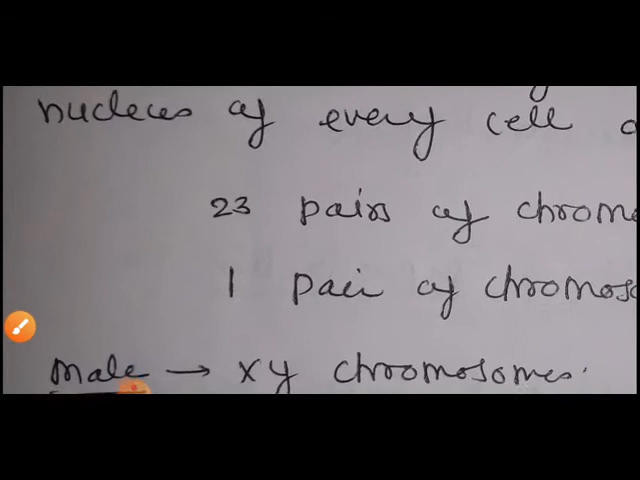 nucleus of every cell
23 pairs of chromo
1 pair of chromoso
Male → XY chromosomes.